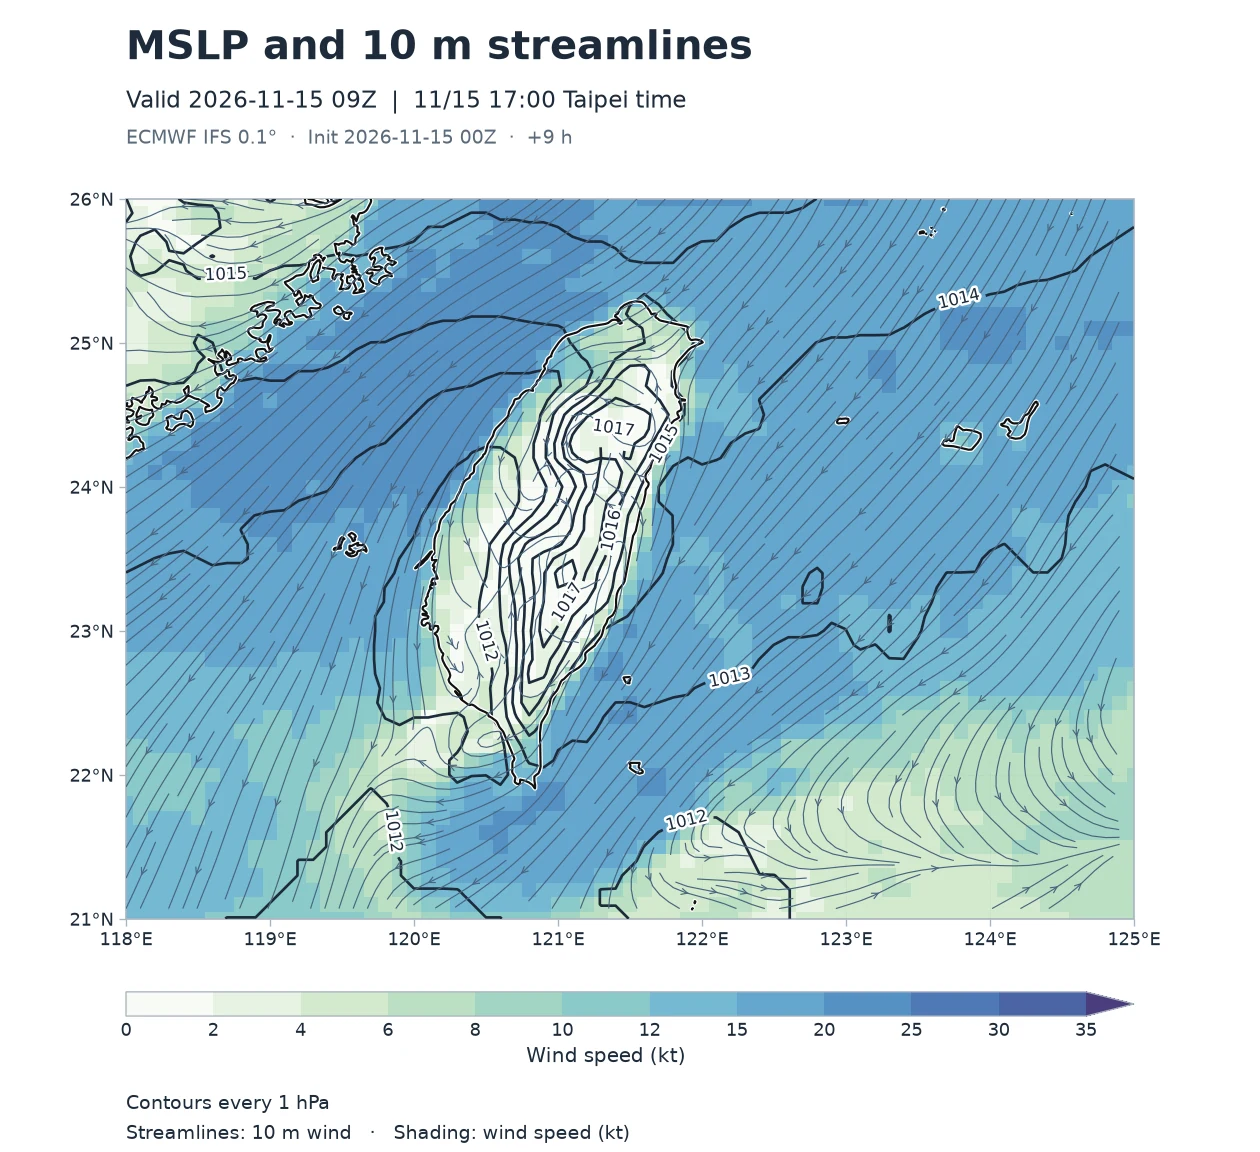 MSLP and 10 m streamlines
Valid 2026-11-15 09Z | 11/15 17:00 Taipei time
ECMWF IFS 0.1° · Init 2026-11-15 00Z · +9 h
26°N
1015
1014
25°N
1017
1015
24°N
1016
1017
23°N
1012
1013
22°N
1012
1012
21°N
118°E 119°E 120°E 121°E 122°E 123°E 124°E 125°E
0 2 4 6 8 10 12 15 20 25 30 35
Wind speed (kt)
Contours every 1 hPa
Streamlines: 10 m wind · Shading: wind speed (kt)